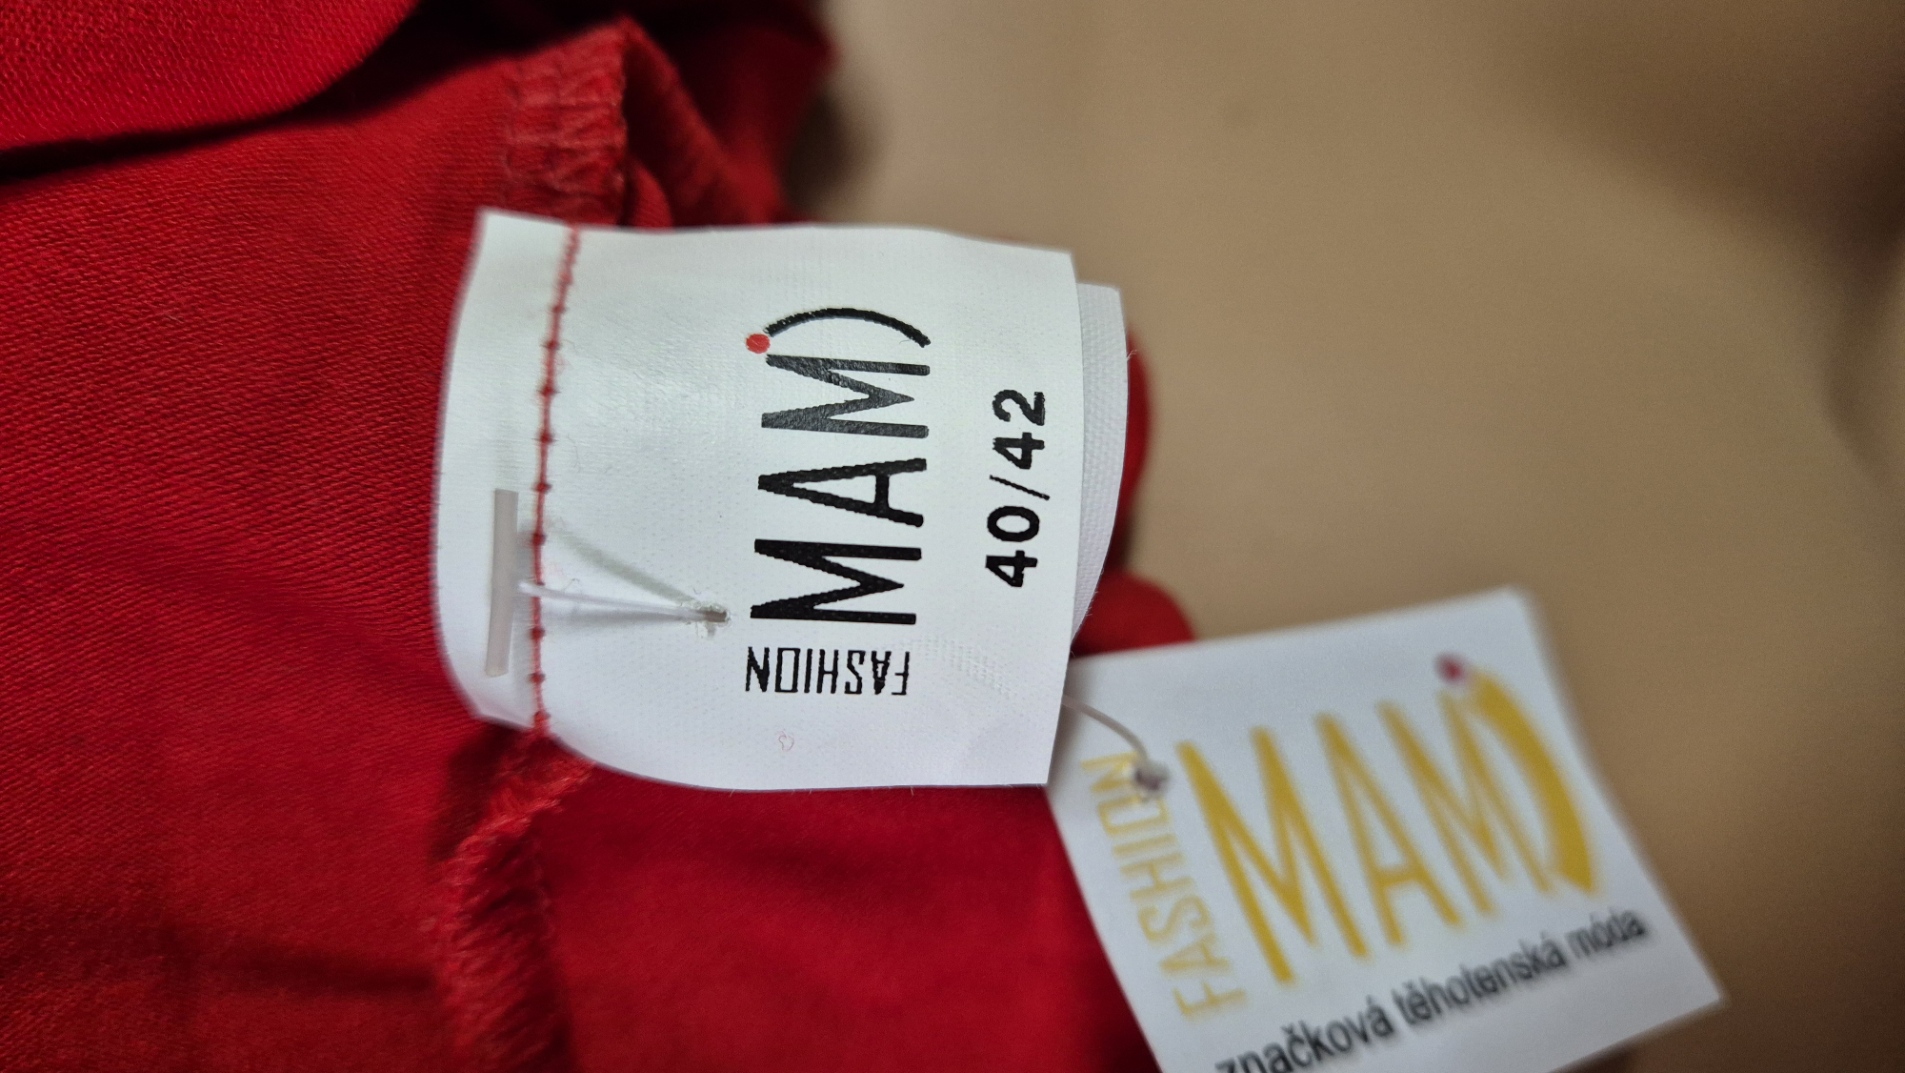 FASHION
MAMI
40/42
FASHION
MAMI
značková těhotenská móda